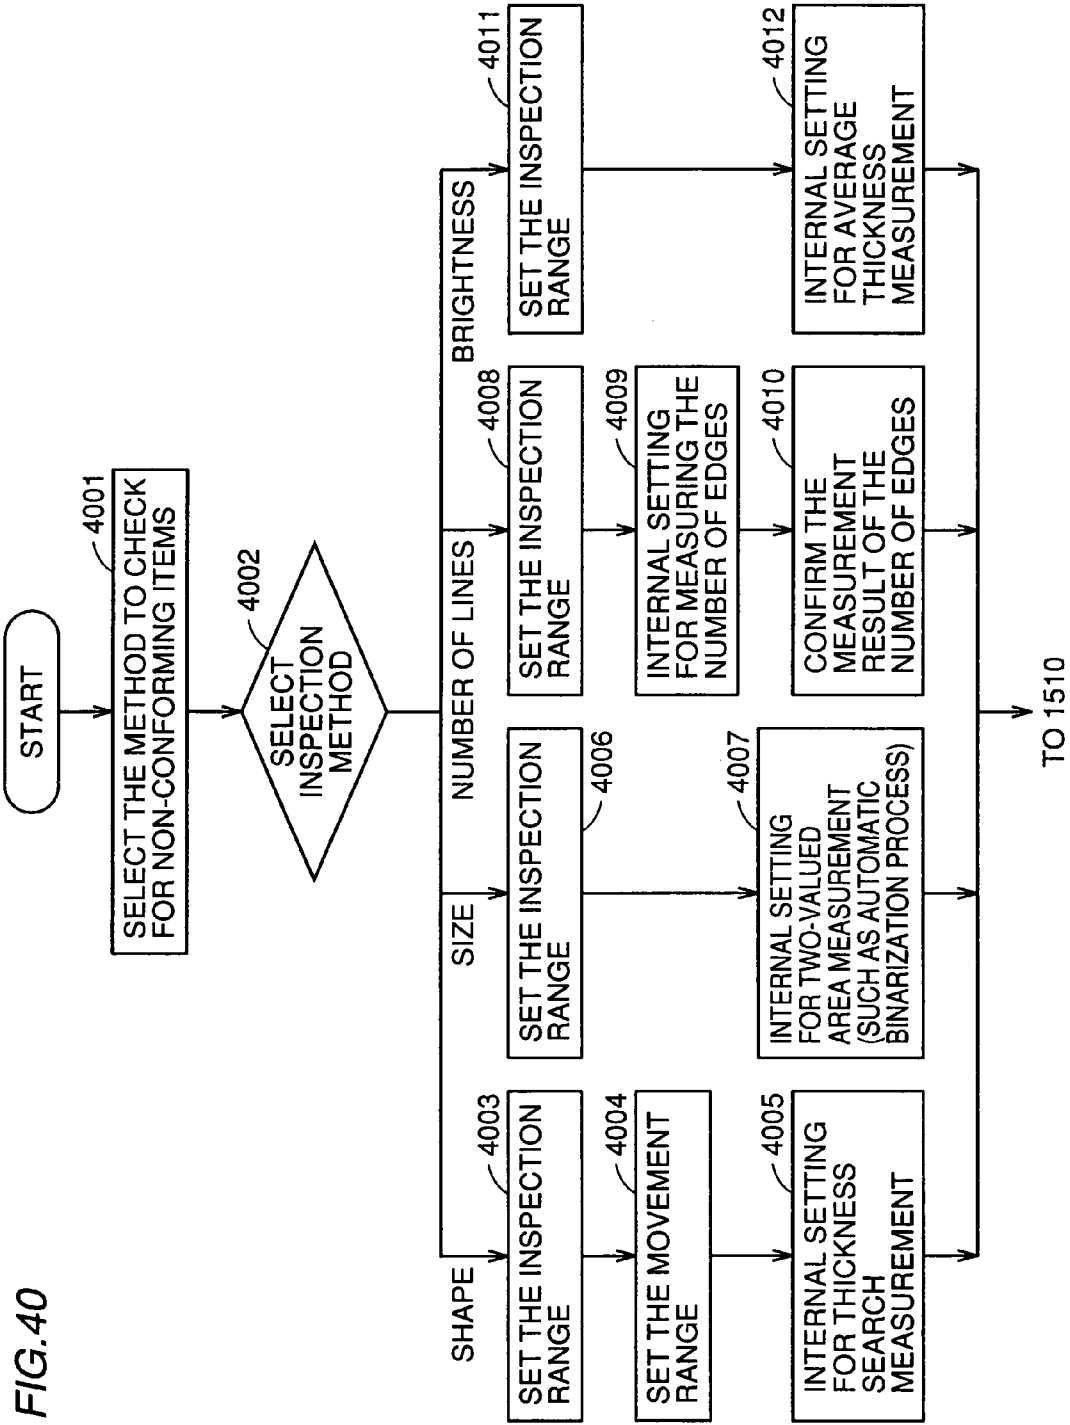 FIG.40
START
4001
SELECT THE METHOD TO CHECK
FOR NON-CONFORMING ITEMS
4002
SELECT
INSPECTION
METHOD
SHAPE
4003
SET THE INSPECTION
RANGE
4004
SET THE MOVEMENT
RANGE
4005
INTERNAL SETTING
FOR THICKNESS
SEARCH
MEASUREMENT
SIZE
4006
SET THE INSPECTION
RANGE
4007
INTERNAL SETTING
FOR TWO-VALUED
AREA MEASUREMENT
(SUCH AS AUTOMATIC
BINARIZATION PROCESS)
NUMBER OF LINES
4008
SET THE INSPECTION
RANGE
4009
INTERNAL SETTING
FOR MEASURING THE
NUMBER OF EDGES
4010
CONFIRM THE
MEASUREMENT
RESULT OF THE
NUMBER OF EDGES
BRIGHTNESS
4011
SET THE INSPECTION
RANGE
4012
INTERNAL SETTING
FOR AVERAGE
THICKNESS
MEASUREMENT
TO 1510